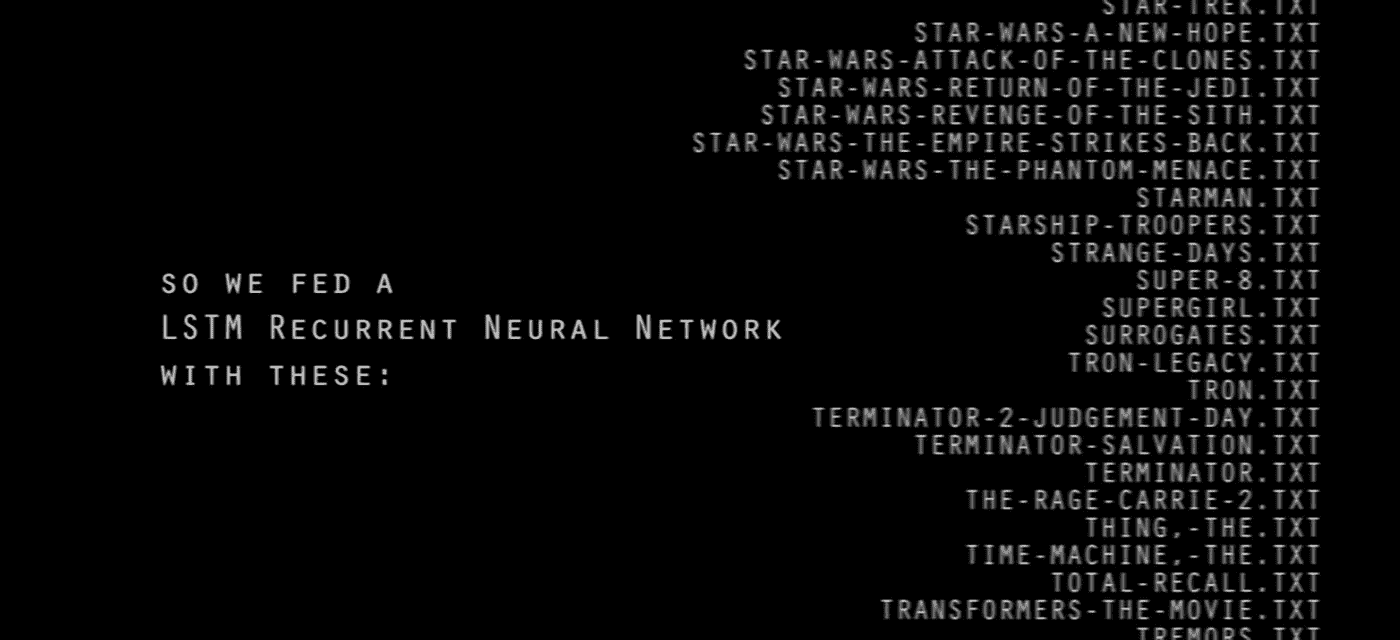 SO WE FED A
LSTM RECURRENT NEURAL NETWORK
WITH THESE:
STAR-TREK.TXT
STAR-WARS-A-NEW-HOPE.TXT
STAR-WARS-ATTACK-OF-THE-CLONES.TXT
STAR-WARS-RETURN-OF-THE-JEDI.TXT
STAR-WARS-REVENGE-OF-THE-SITH.TXT
STAR-WARS-THE-EMPIRE-STRIKES-BACK.TXT
STAR-WARS-THE-PHANTOM-MENACE.TXT
STARMAN.TXT
STARSHIP-TROOPERS.TXT
STRANGE-DAYS.TXT
SUPER-8.TXT
SUPERGIRL.TXT
SURROGATES.TXT
TRON-LEGACY.TXT
TRON.TXT
TERMINATOR-2-JUDGEMENT-DAY.TXT
TERMINATOR-SALVATION.TXT
TERMINATOR.TXT
THE-RAGE-CARRIE-2.TXT
THING,-THE.TXT
TIME-MACHINE,-THE.TXT
TOTAL-RECALL.TXT
TRANSFORMERS-THE-MOVIE.TXT
TREMORS.TXT